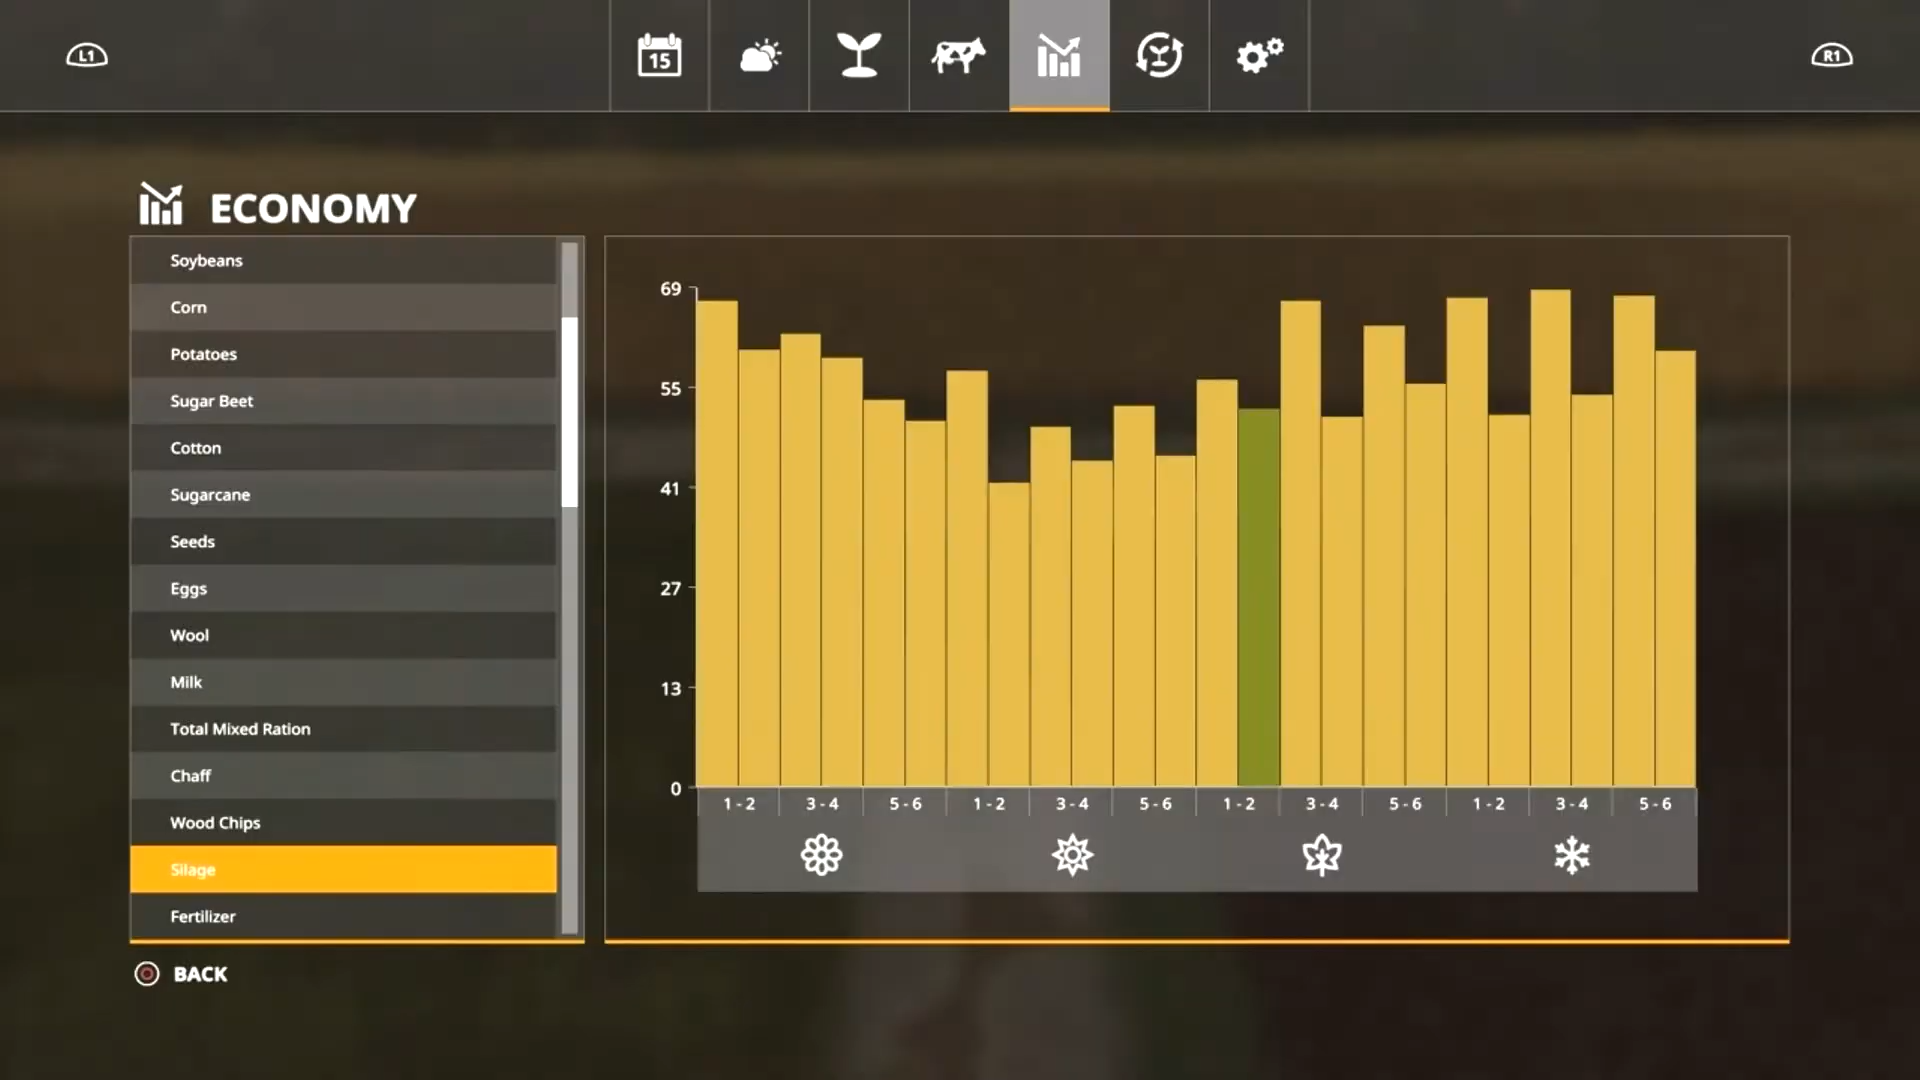 L1
15
R1
ECONOMY
Soybeans
Corn
Potatoes
Sugar Beet
Cotton
Sugarcane
Seeds
Eggs
Wool
Milk
Total Mixed Ration
Chaff
Wood Chips
Silage
Fertilizer
69
55
41
27
13
0
1 - 2 3 - 4 5 - 6 1 - 2 3 - 4 5 - 6 1 - 2 3 - 4 5 - 6 1 - 2 3 - 4 5 - 6
BACK